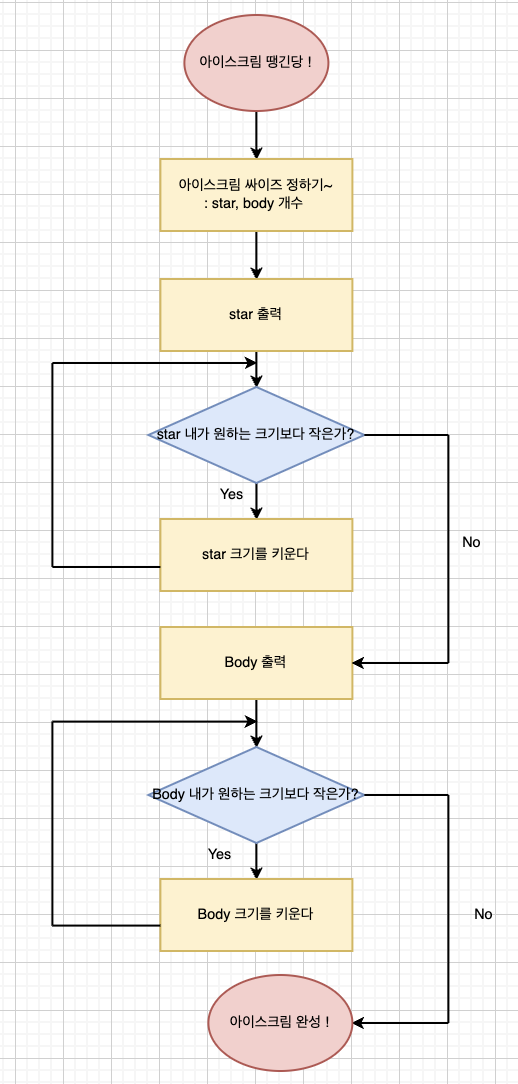 아이스크림 땡긴당 !
아이스크림 싸이즈 정하기~
: star, body 개수
star 출력
star 내가 원하는 크기보다 작은가?
Yes
star 크기를 키운다
No
Body 출력
Body 내가 원하는 크기보다 작은가?
Yes
Body 크기를 키운다
No
아이스크림 완성 !